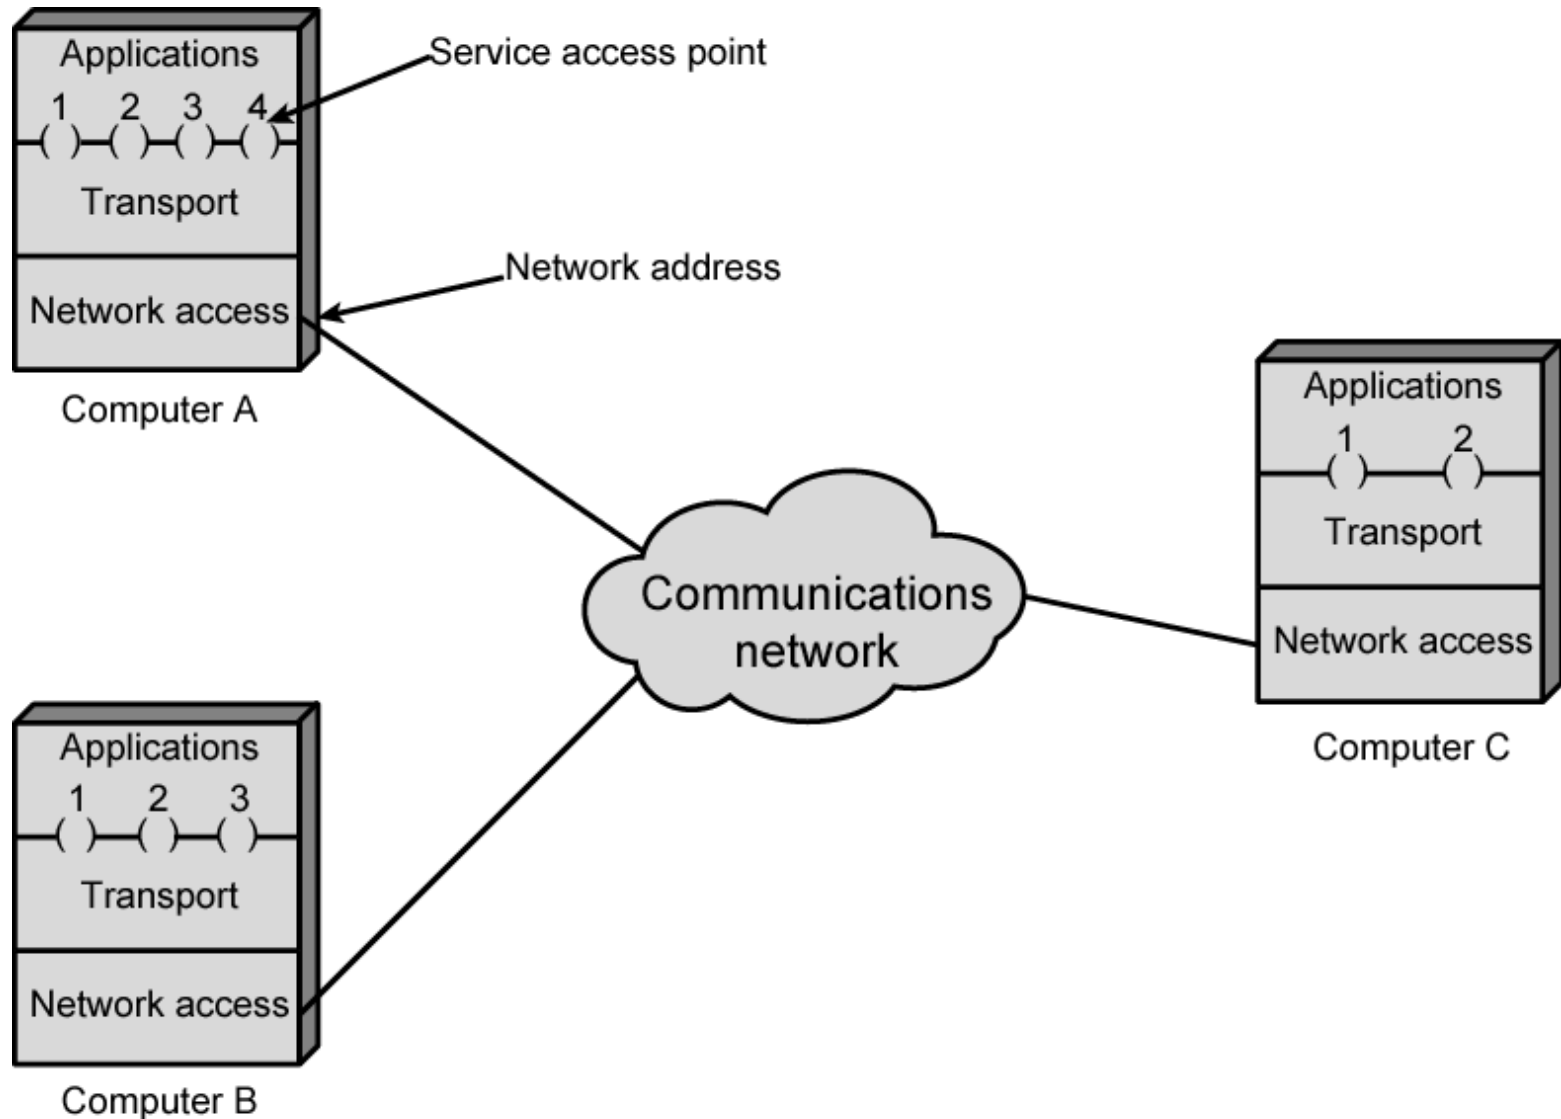 Applications
1 2 3 4
Transport
Network access
Computer A
Service access point
Network address
Communications
network
Applications
1 2
Transport
Network access
Computer C
Applications
1 2 3
Transport
Network access
Computer B